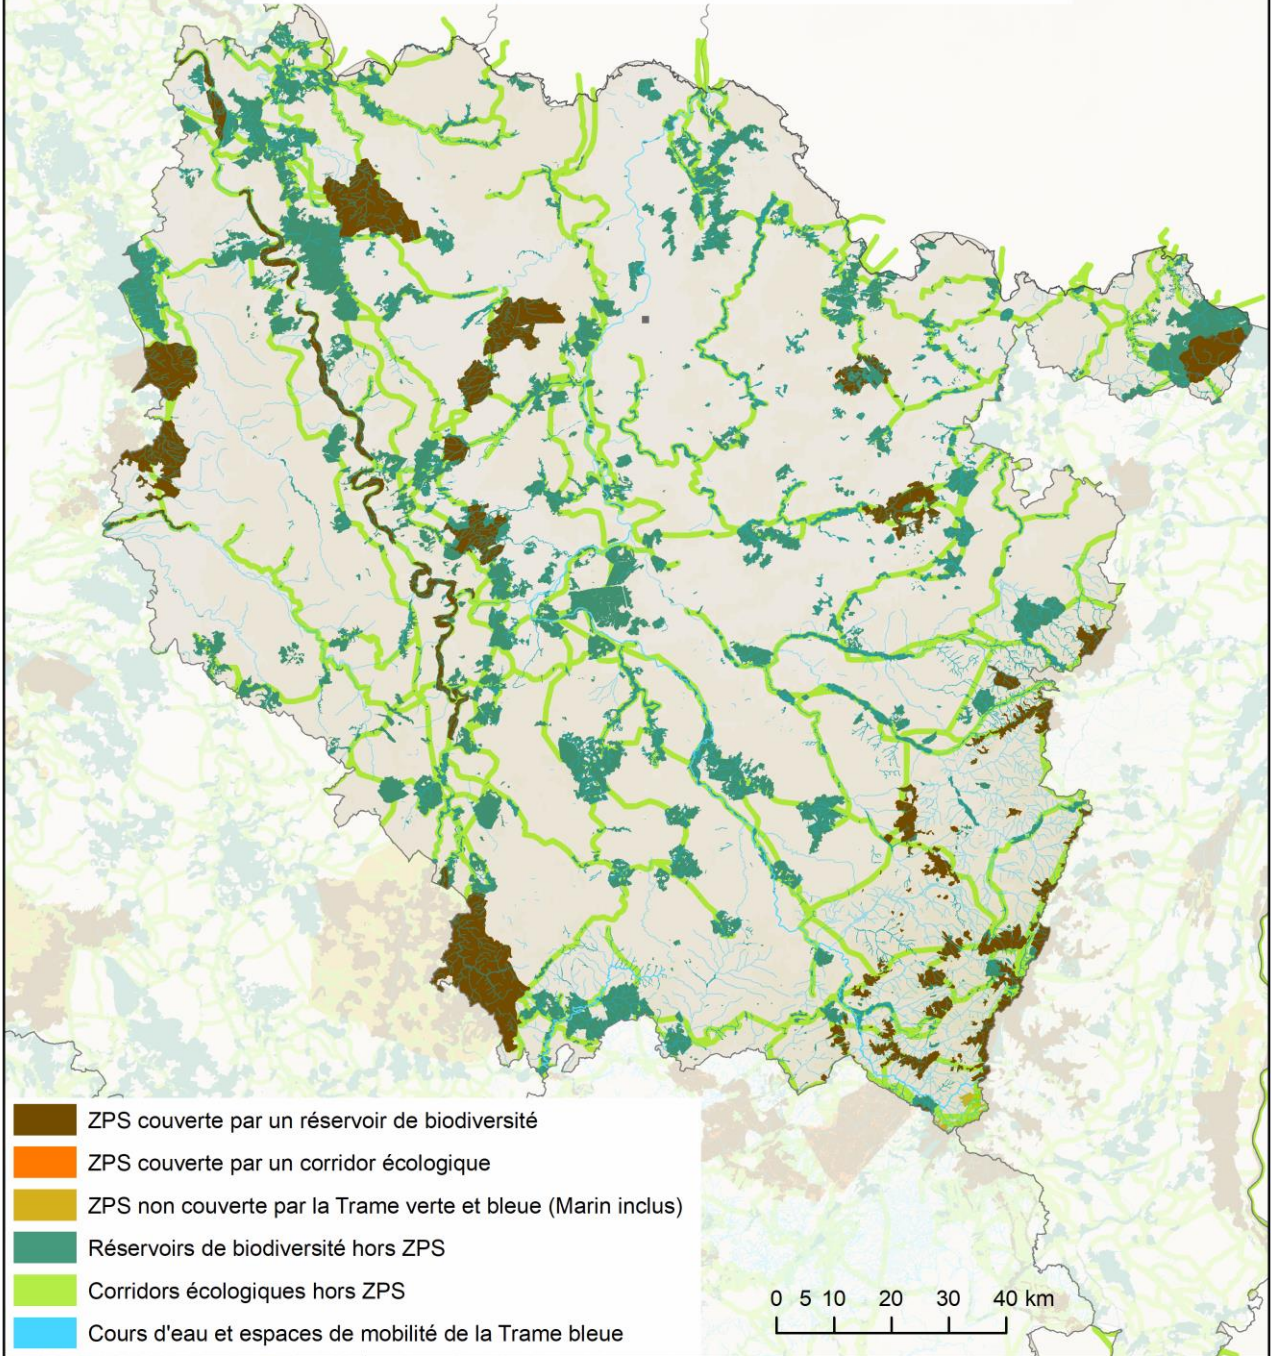 ZPS couverte par un réservoir de biodiversité
ZPS couverte par un corridor écologique
ZPS non couverte par la Trame verte et bleue (Marin inclus)
Réservoirs de biodiversité hors ZPS
Corridors écologiques hors ZPS
Cours d'eau et espaces de mobilité de la Trame bleue
0 5 10 20 30 40 km